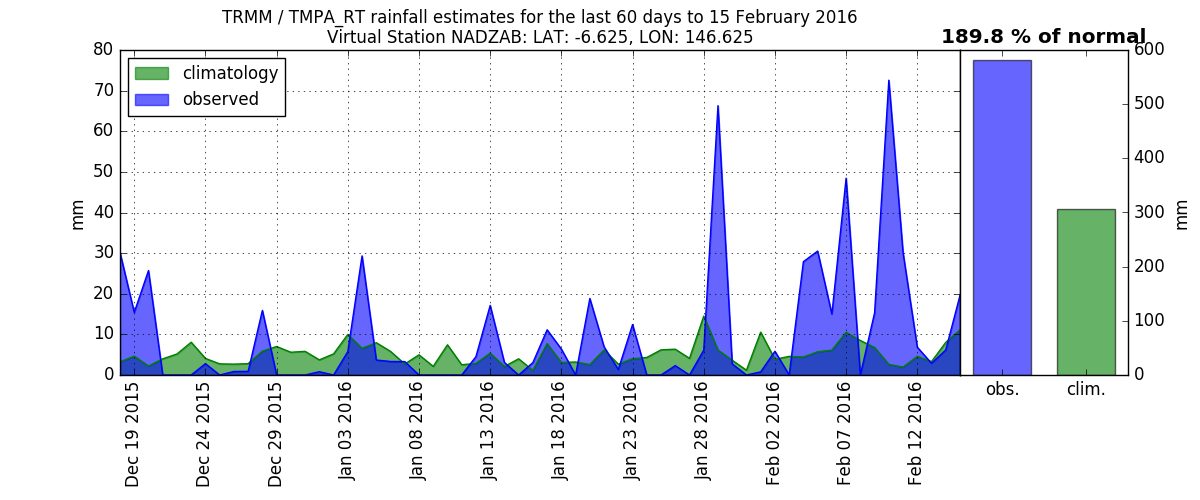 TRMM / TMPA_RT rainfall estimates for the last 60 days to 15 February 2016
Virtual Station NADZAB: LAT: -6.625, LON: 146.625
189.8 % of normal
climatology
observed
mm
80
70
60
50
40
30
20
10
0
Dec 19 2015
Dec 24 2015
Dec 29 2015
Jan 03 2016
Jan 08 2016
Jan 13 2016
Jan 18 2016
Jan 23 2016
Jan 28 2016
Feb 02 2016
Feb 07 2016
Feb 12 2016
600
500
400
300
200
100
0
mm
obs.
clim.